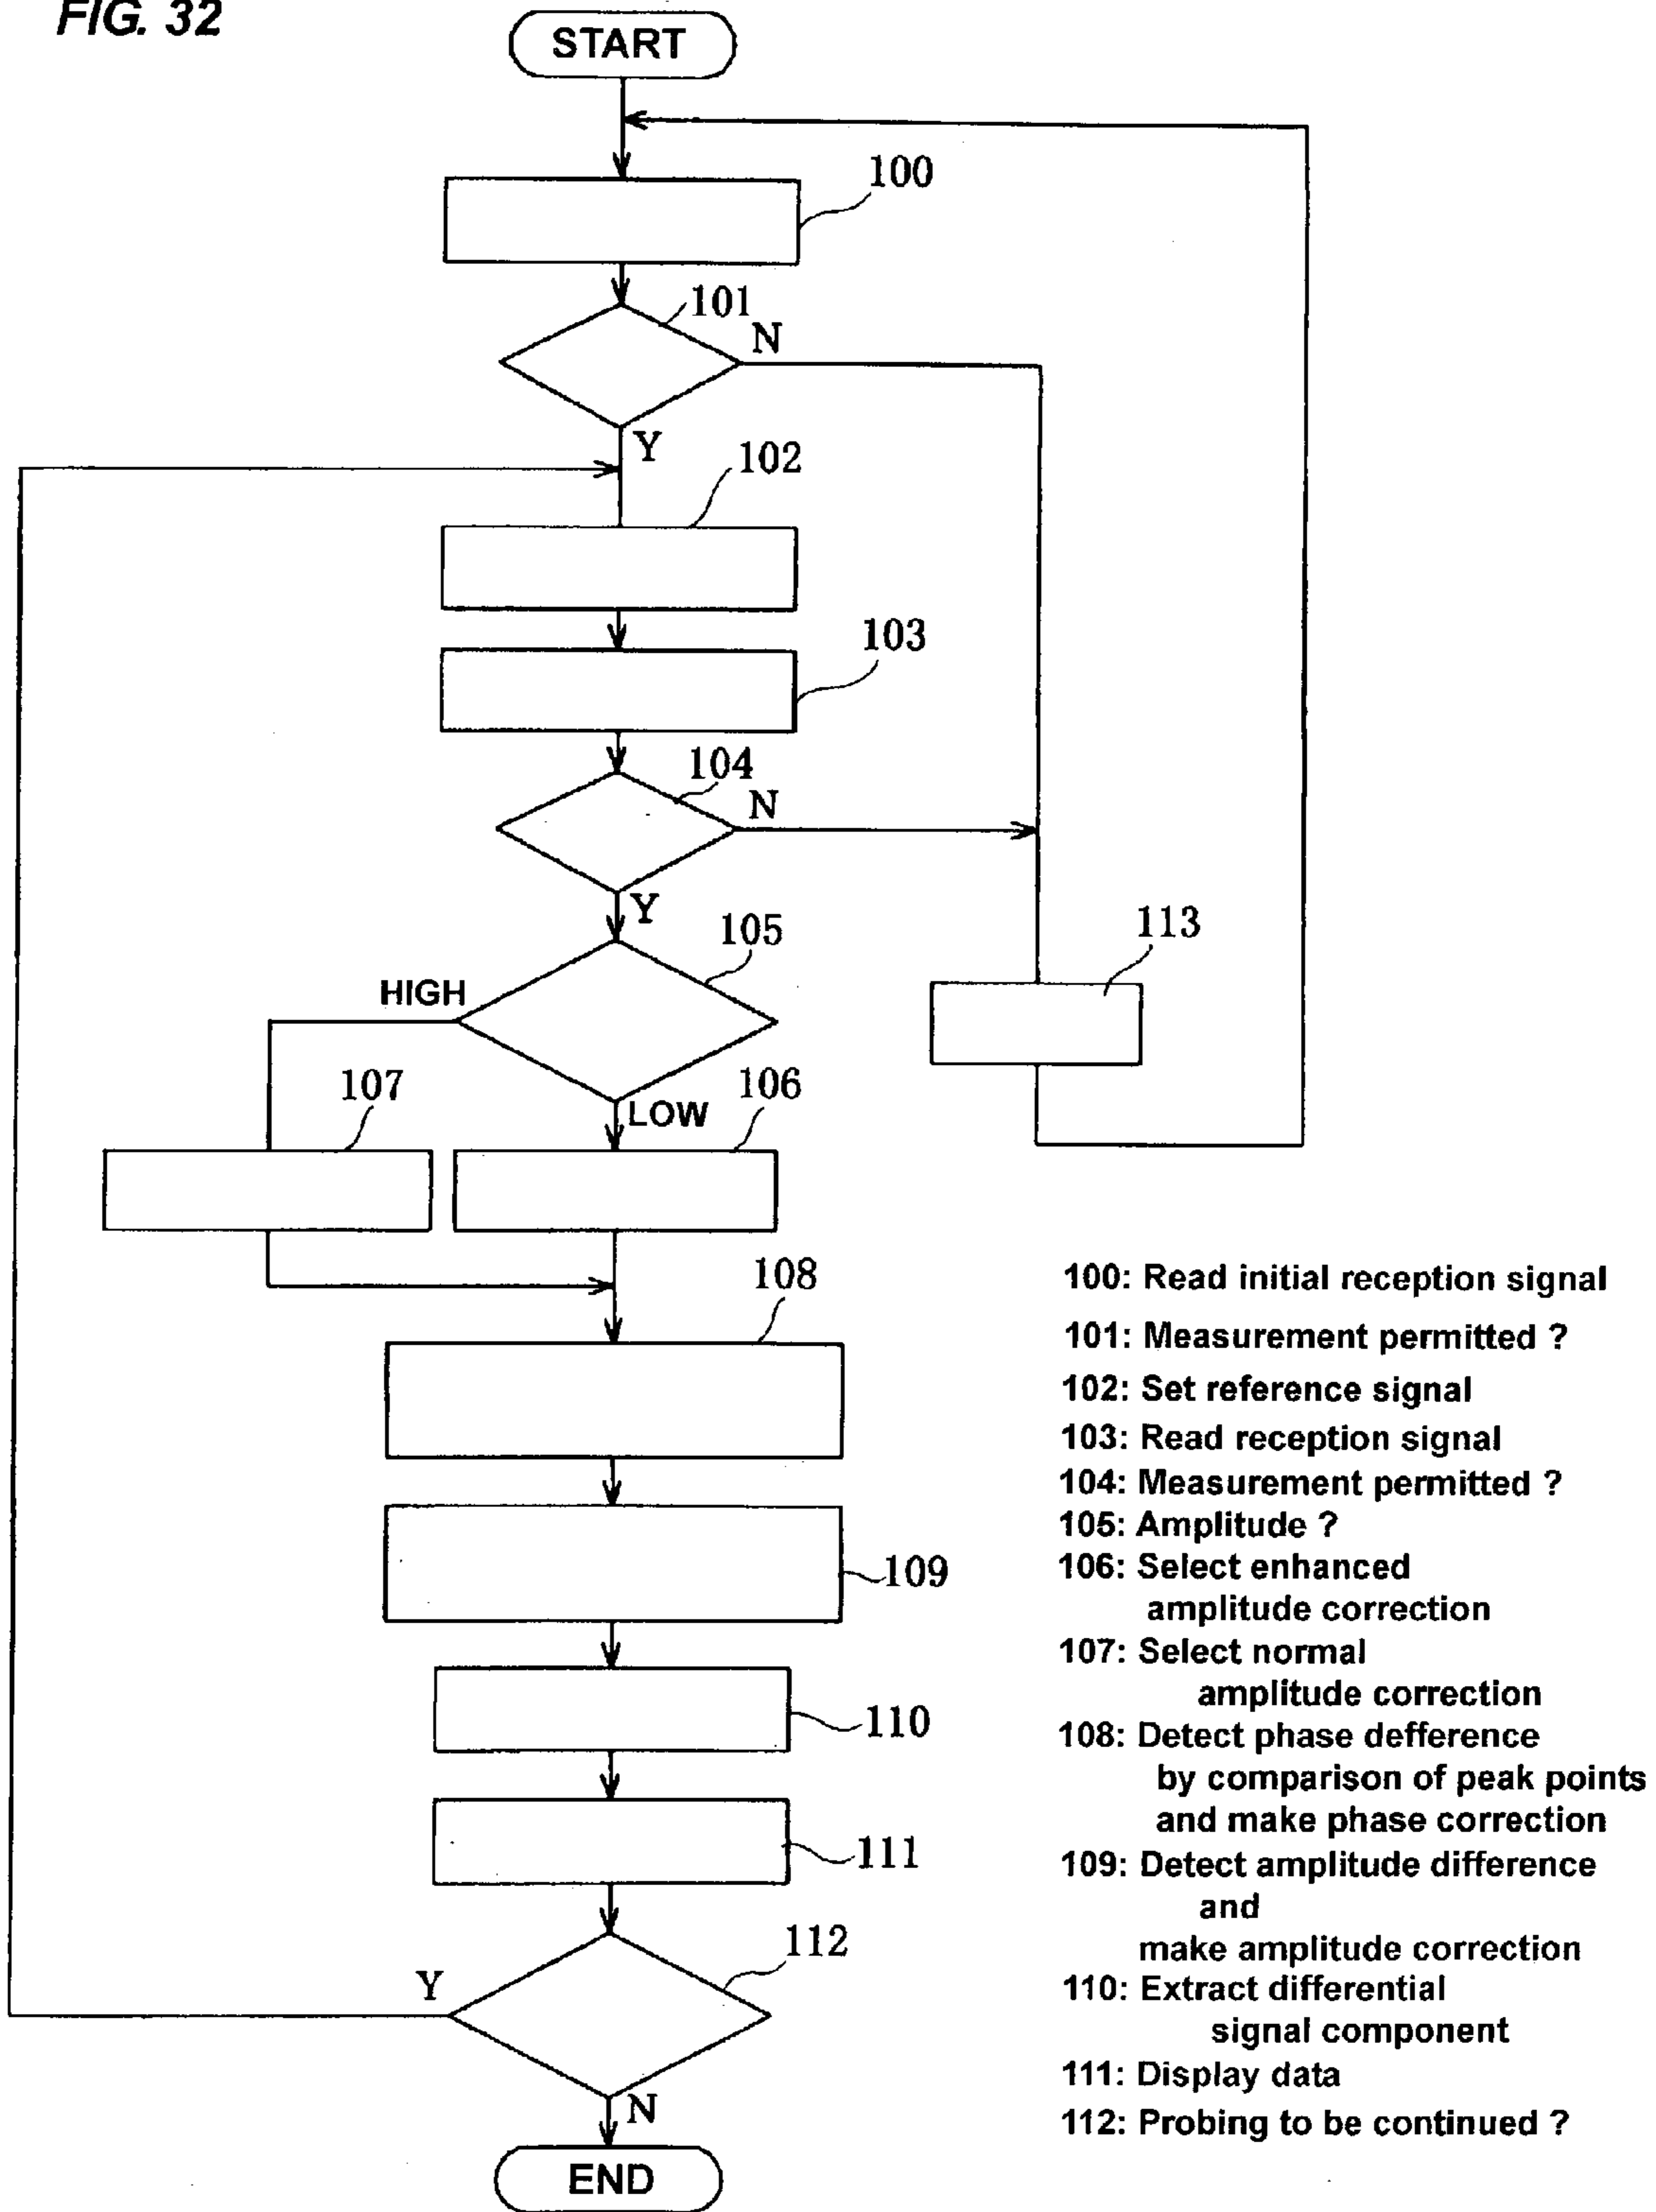 FIG. 32
START
100
101
N
Y
102
103
104
N
Y
105
HIGH
113
107
106
LOW
108
109
110
111
112
Y
N
END
100: Read initial reception signal
101: Measurement permitted ?
102: Set reference signal
103: Read reception signal
104: Measurement permitted ?
105: Amplitude ?
106: Select enhanced
amplitude correction
107: Select normal
amplitude correction
108: Detect phase defference
by comparison of peak points
and make phase correction
109: Detect amplitude difference
and
make amplitude correction
110: Extract differential
signal component
111: Display data
112: Probing to be continued ?